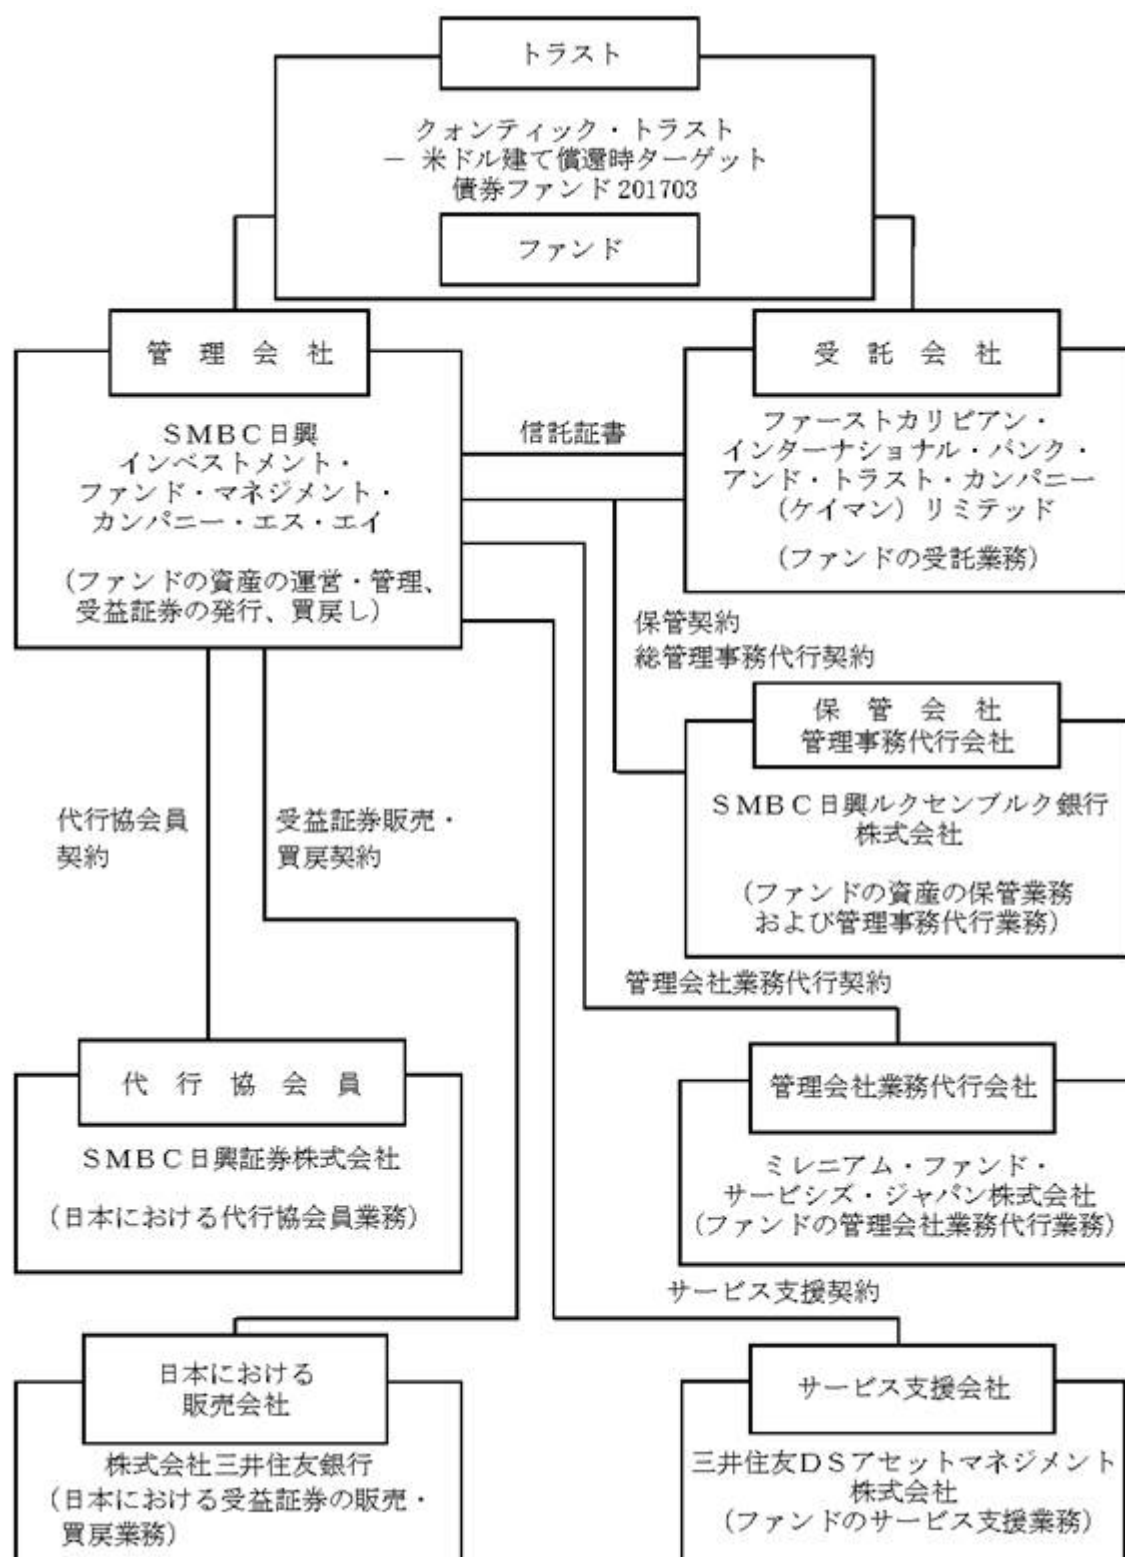 トラスト
クォンティック・トラスト
－ 米ドル建て償還時ターゲット
債券ファンド201703
ファンド
管理会社
SMBC日興
インベストメント・
ファンド・マネジメント・
カンパニー・エス・エイ
(ファンドの資産の運営・管理、
受益証券の発行、買戻し)
信託証書
受託会社
ファーストカリビアン・
インターナショナル・バンク・
アンド・トラスト・カンパニー
(ケイマン) リミテッド
(ファンドの受託業務)
保管契約
総管理事務代行契約
保管会社
管理事務代行会社
SMBC日興ルクセンブルク銀行
株式会社
(ファンドの資産の保管業務
および管理事務代行業務)
代行協会員
契約
受益証券販売・
買戻契約
管理会社業務代行契約
代行協会員
SMBC日興証券株式会社
(日本における代行協会員業務)
管理会社業務代行会社
ミレニアム・ファンド・
サービシズ・ジャパン株式会社
(ファンドの管理会社業務代行業務)
サービス支援契約
日本における
販売会社
株式会社三井住友銀行
(日本における受益証券の販売・
買戻業務)
サービス支援会社
三井住友DSアセットマネジメント
株式会社
(ファンドのサービス支援業務)